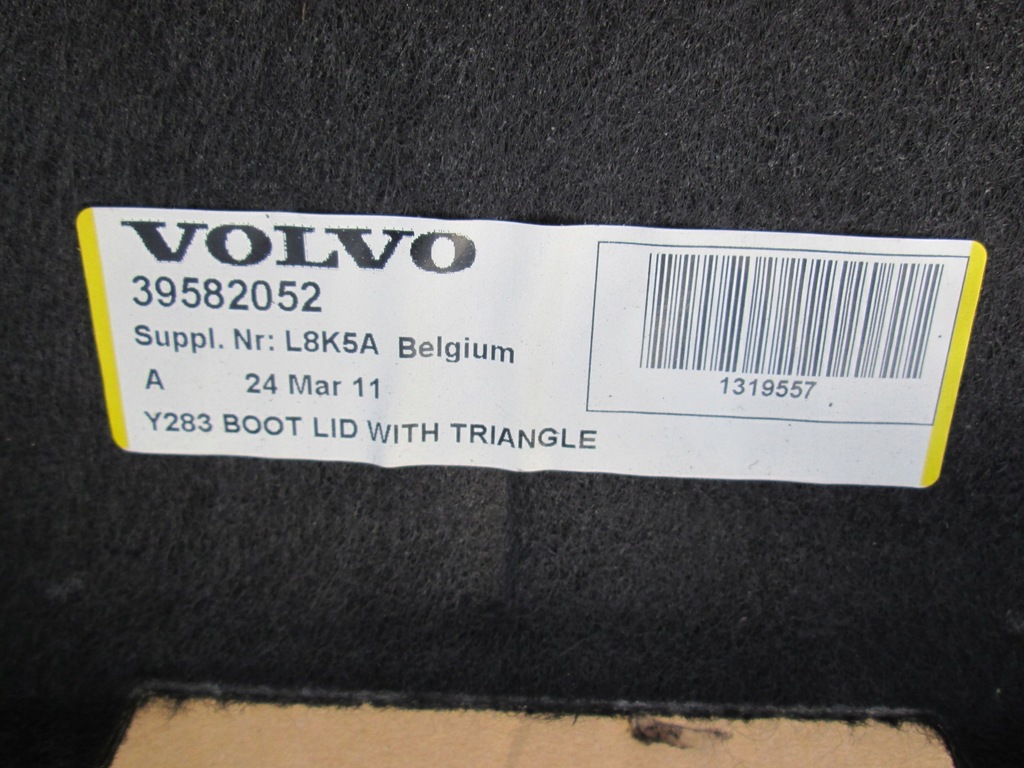 VOLVO
39582052
Suppl. Nr: L8K5A Belgium
A 24 Mar 11
Y283 BOOT LID WITH TRIANGLE
1319557